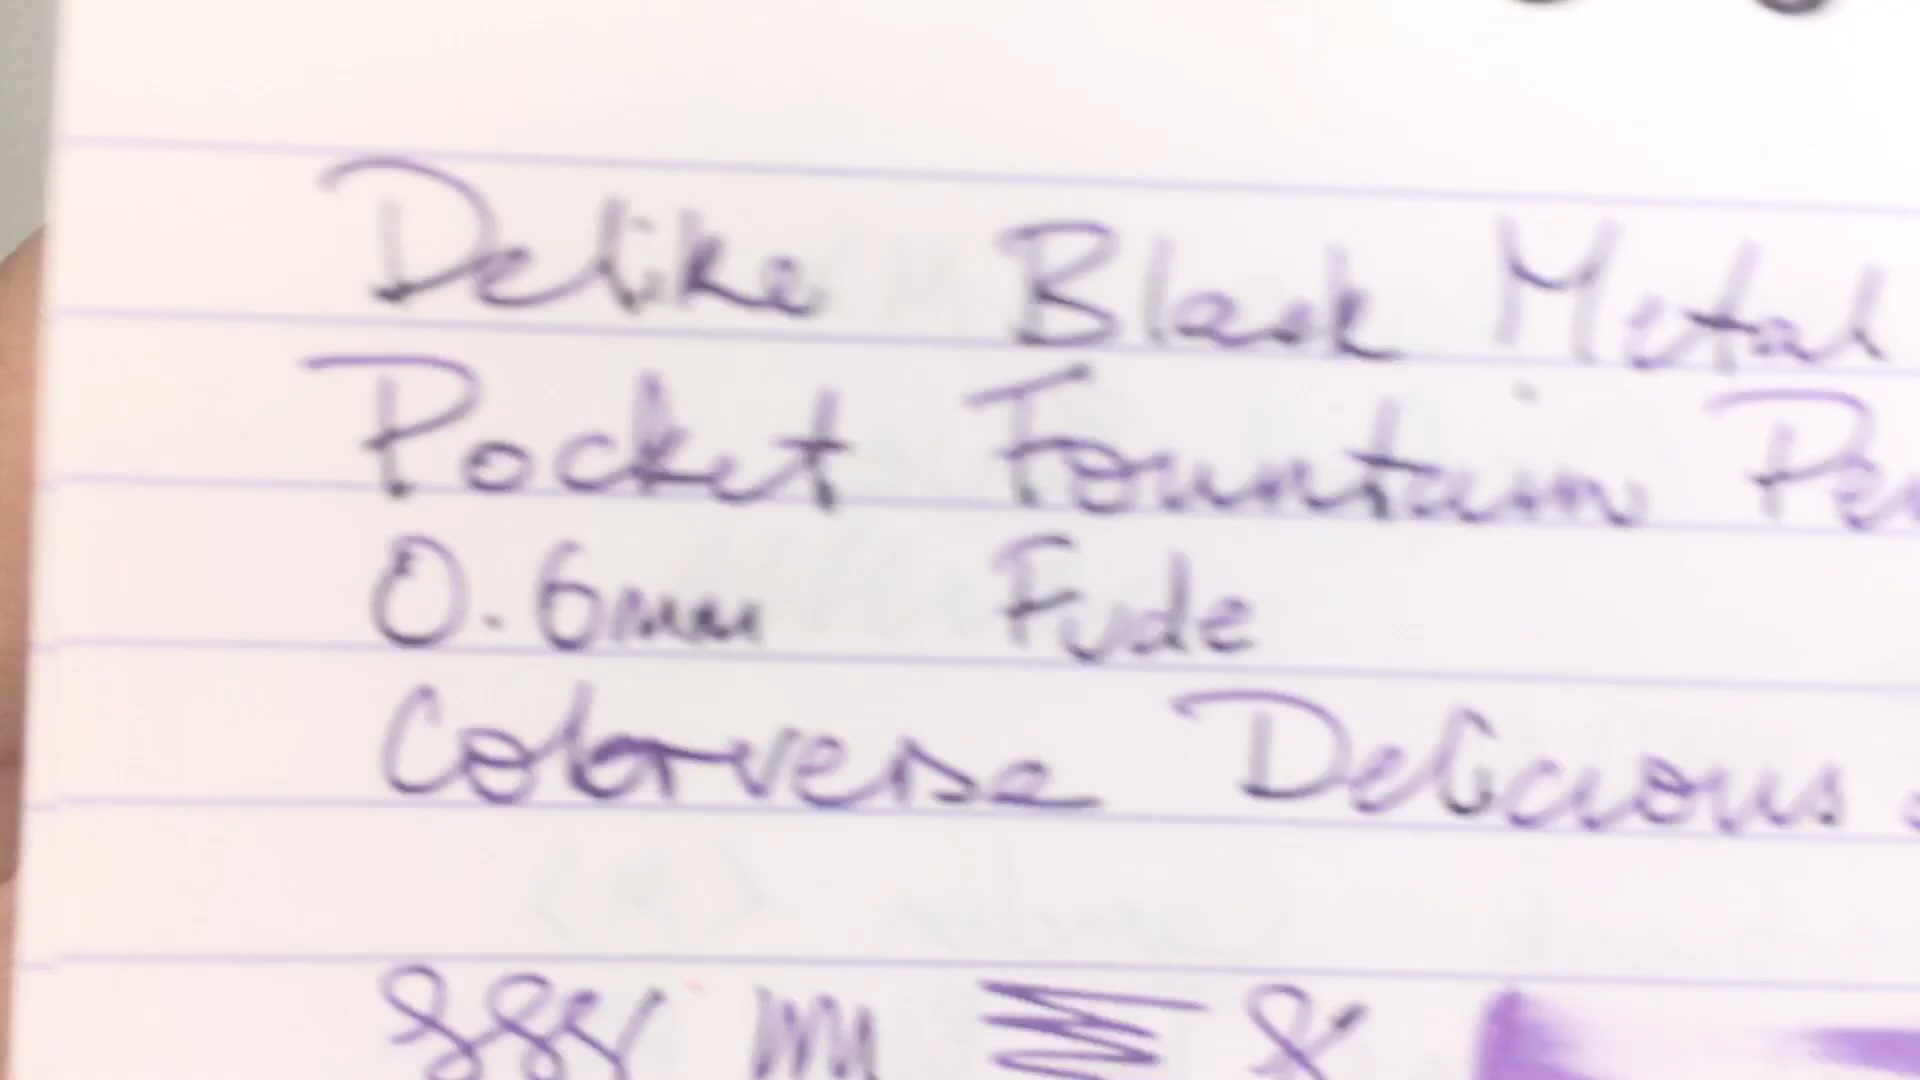 Delike Black Metal
Pocket Fountain Pen
0.6mm Fude
Colorverse Delicious